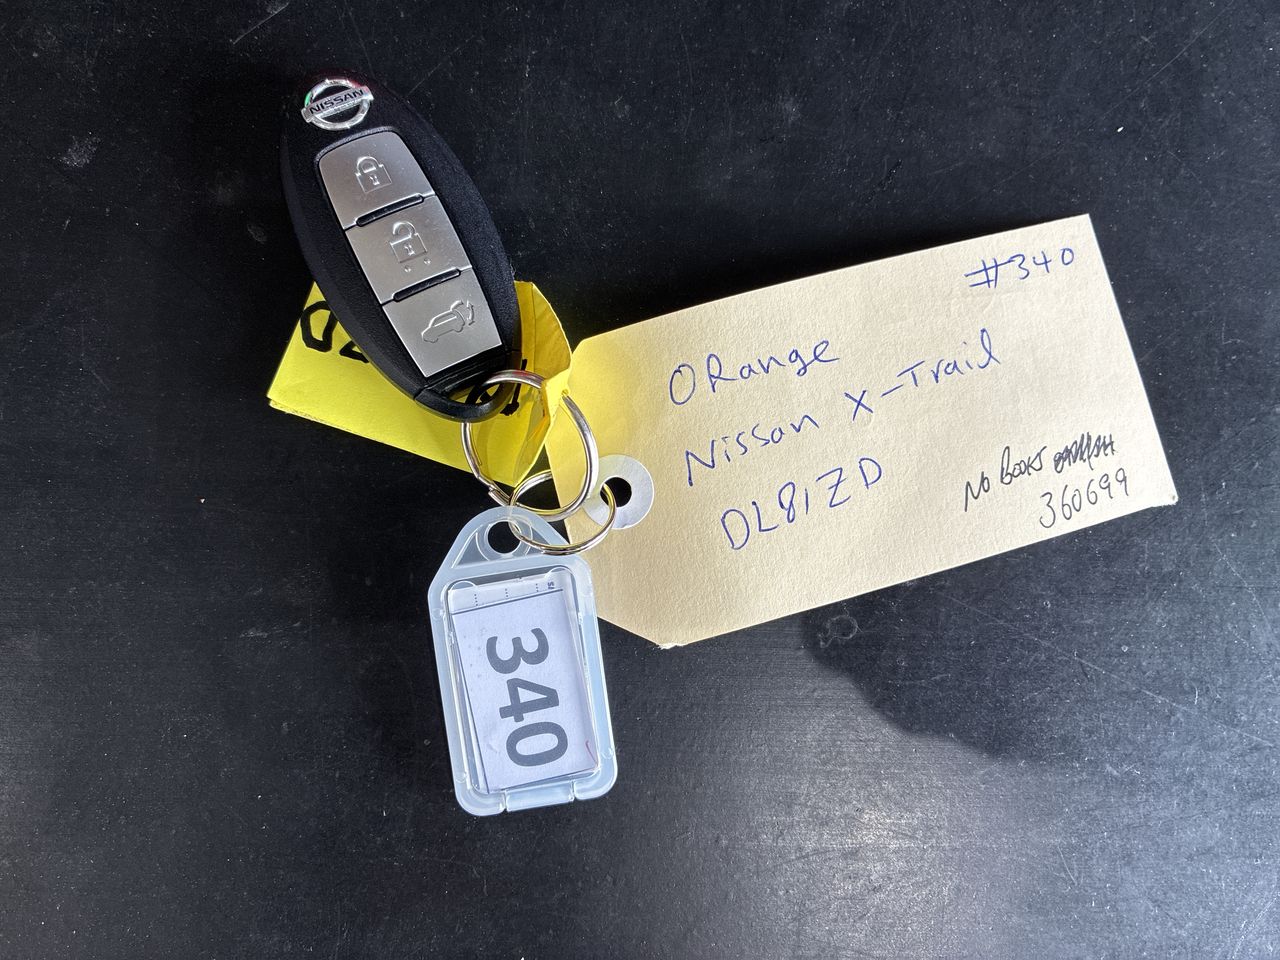 NISSAN
#340
ORange
Nissan X-Trail
DL81ZD
No Books
360699
340